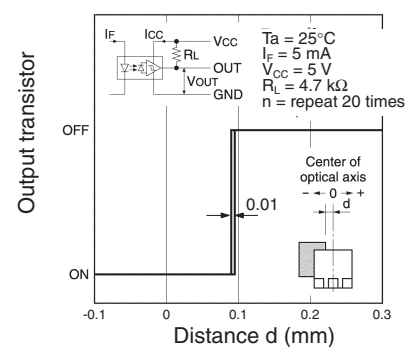 IF
ICC
VCC
RL
OUT
VOUT
GND
Ta = 25°C
IF = 5 mA
VCC = 5 V
RL = 4.7 kΩ
n = repeat 20 times
Output transistor
OFF
ON
Center of
optical axis
- 0 +
d
0.01
-0.1 0 0.1 0.2 0.3
Distance d (mm)